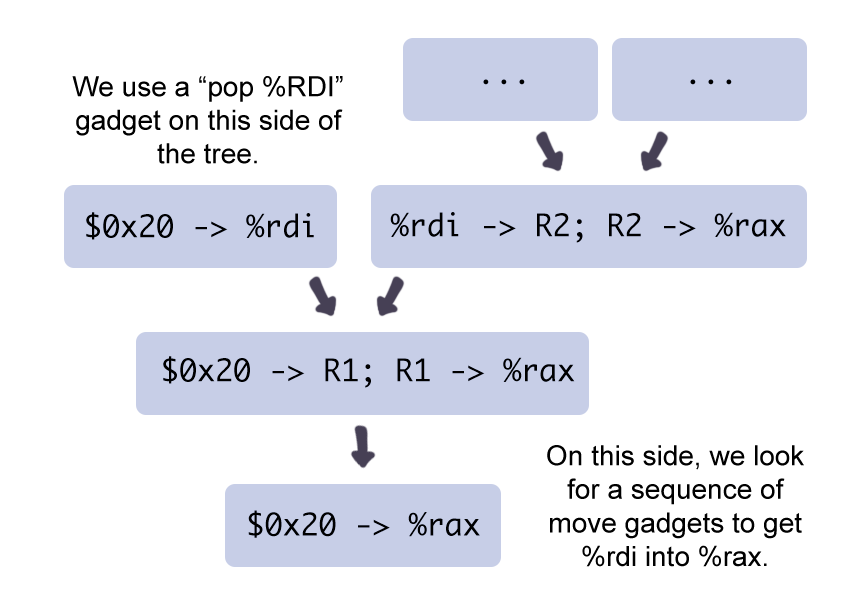 We use a “pop %RDI”
gadget on this side of
the tree.
...
...
$0x20 -> %rdi
%rdi -> R2; R2 -> %rax
$0x20 -> R1; R1 -> %rax
$0x20 -> %rax
On this side, we look
for a sequence of
move gadgets to get
%rdi into %rax.